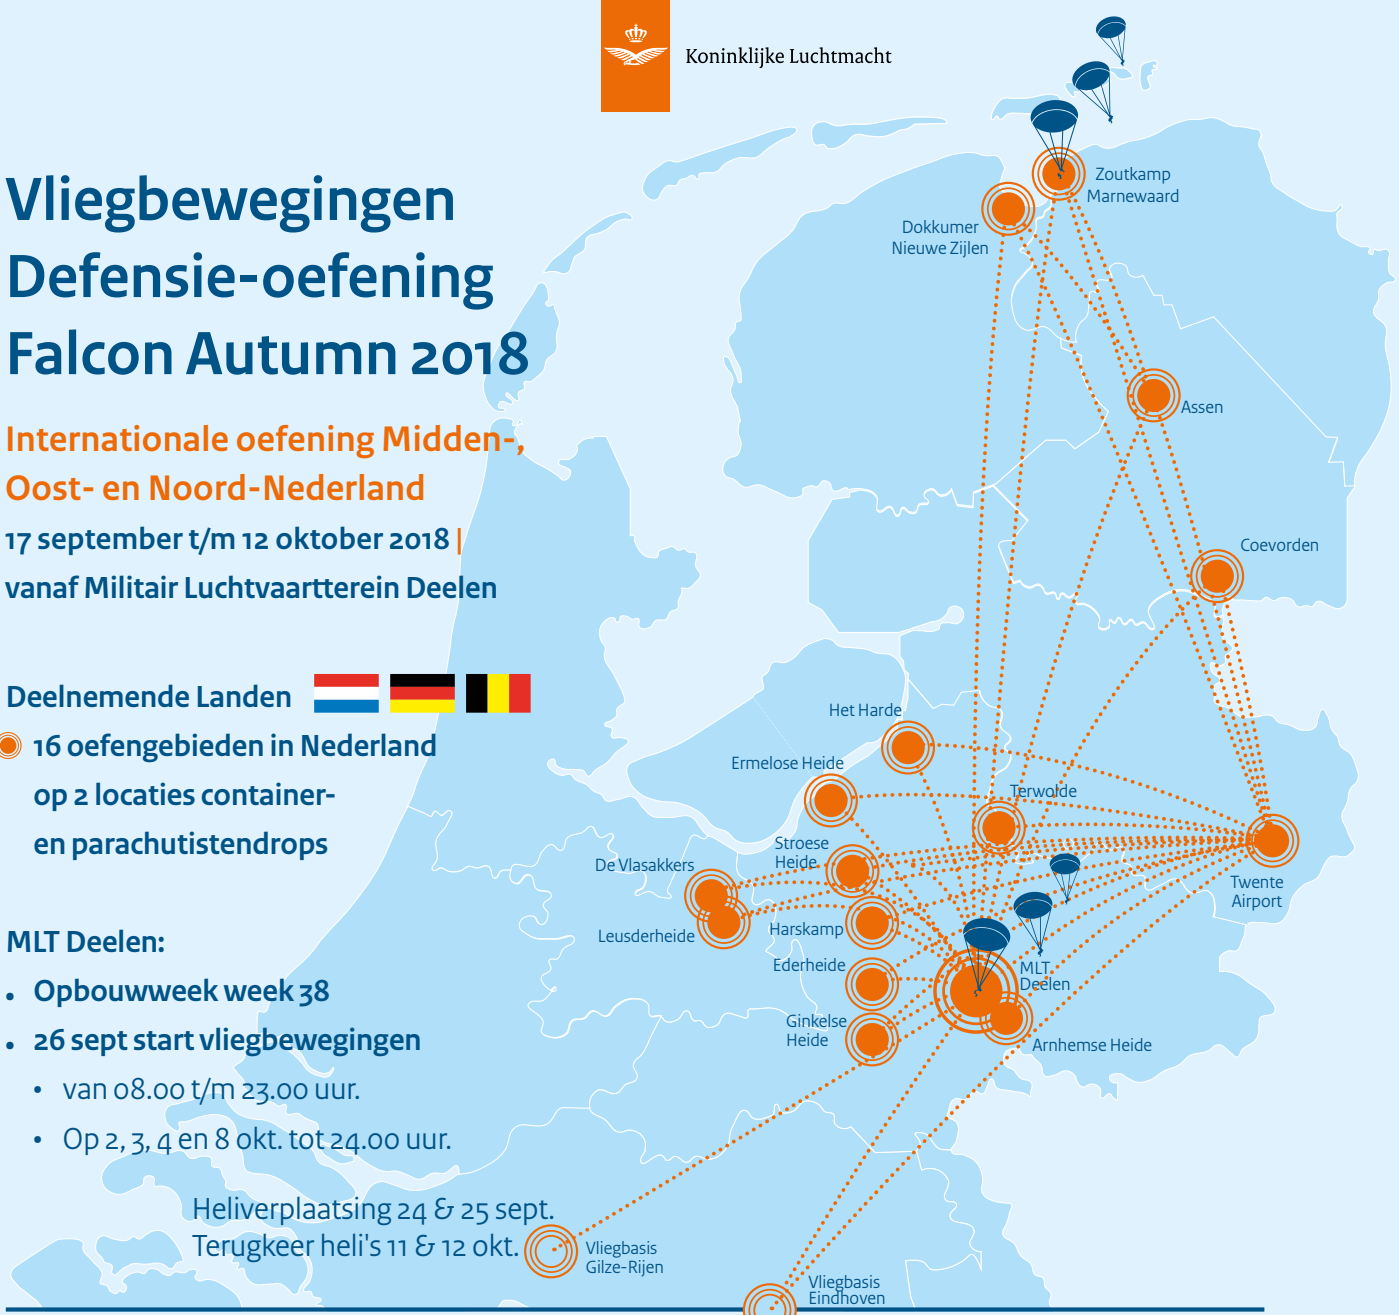 Koninklijke Luchtmacht
Vliegbewegingen
Defensie-oefening
Falcon Autumn 2018
Internationale oefening Midden-,
Oost- en Noord-Nederland
17 september t/m 12 oktober 2018 |
vanaf Militair Luchtvaartterein Deelen
Deelnemende Landen
16 oefengebieden in Nederland
op 2 locaties container-
en parachutistendrops
MLT Deelen:
• Opbouwweek week 38
• 26 sept start vliegbewegingen
• van 08.00 t/m 23.00 uur.
• Op 2, 3, 4 en 8 okt. tot 24.00 uur.
Heliverplaatsing 24 & 25 sept.
Terugkeer heli's 11 & 12 okt.
Zoutkamp
Marnewaard
Dokkumer
Nieuwe Zijlen
Assen
Coevorden
Het Harde
Ermelose Heide
Terwolde
Stroese
Heide
De Vlasakkers
Twente
Airport
Leusderheide
Harskamp
Ederheide
MLT
Deelen
Ginkelse
Heide
Arnhemse Heide
Vliegbasis
Gilze-Rijen
Vliegbasis
Eindhoven